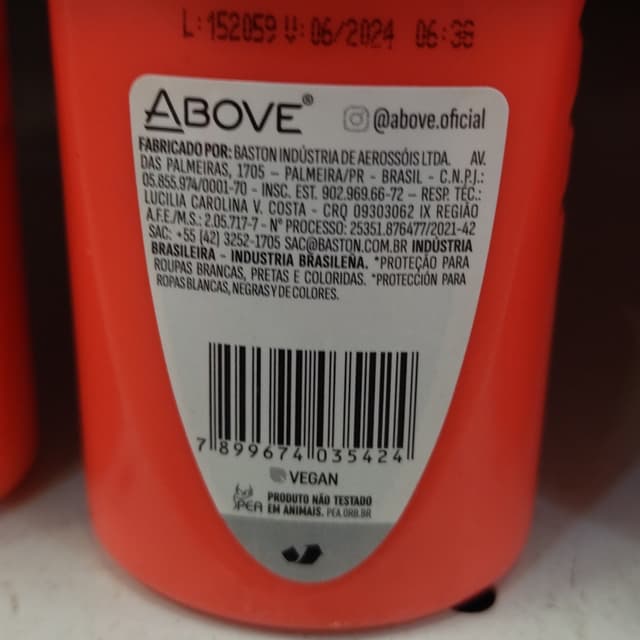 L:152059 V:06/2024 06:36
ABOVE® @above.oficial
FABRICADO POR: BASTON INDÚSTRIA DE AEROSSÓIS LTDA. AV.
DAS PALMEIRAS, 1705 – PALMEIRA/PR - BRASIL - C.N.P.J.:
05.855.974/0001-70 - INSC. EST. 902.969.66-72 – RESP. TÉC.:
LUCILIA CAROLINA V. COSTA - CRQ 09303062 IX REGIÃO
A.F.E./M.S.: 2.05.717-7 - Nº PROCESSO: 25351.876477/2021-42
SAC: +55 (42) 3252-1705 SAC@BASTON.COM.BR INDÚSTRIA
BRASILEIRA - INDUSTRIA BRASILEÑA. *PROTEÇÃO PARA
ROUPAS BRANCAS, PRETAS E COLORIDAS. *PROTECCIÓN PARA
ROPAS BLANCAS, NEGRAS Y DE COLORES.
7 899674 035424
VEGAN
PEA PRODUTO NÃO TESTADO
EM ANIMAIS. PEA.ORB.BR